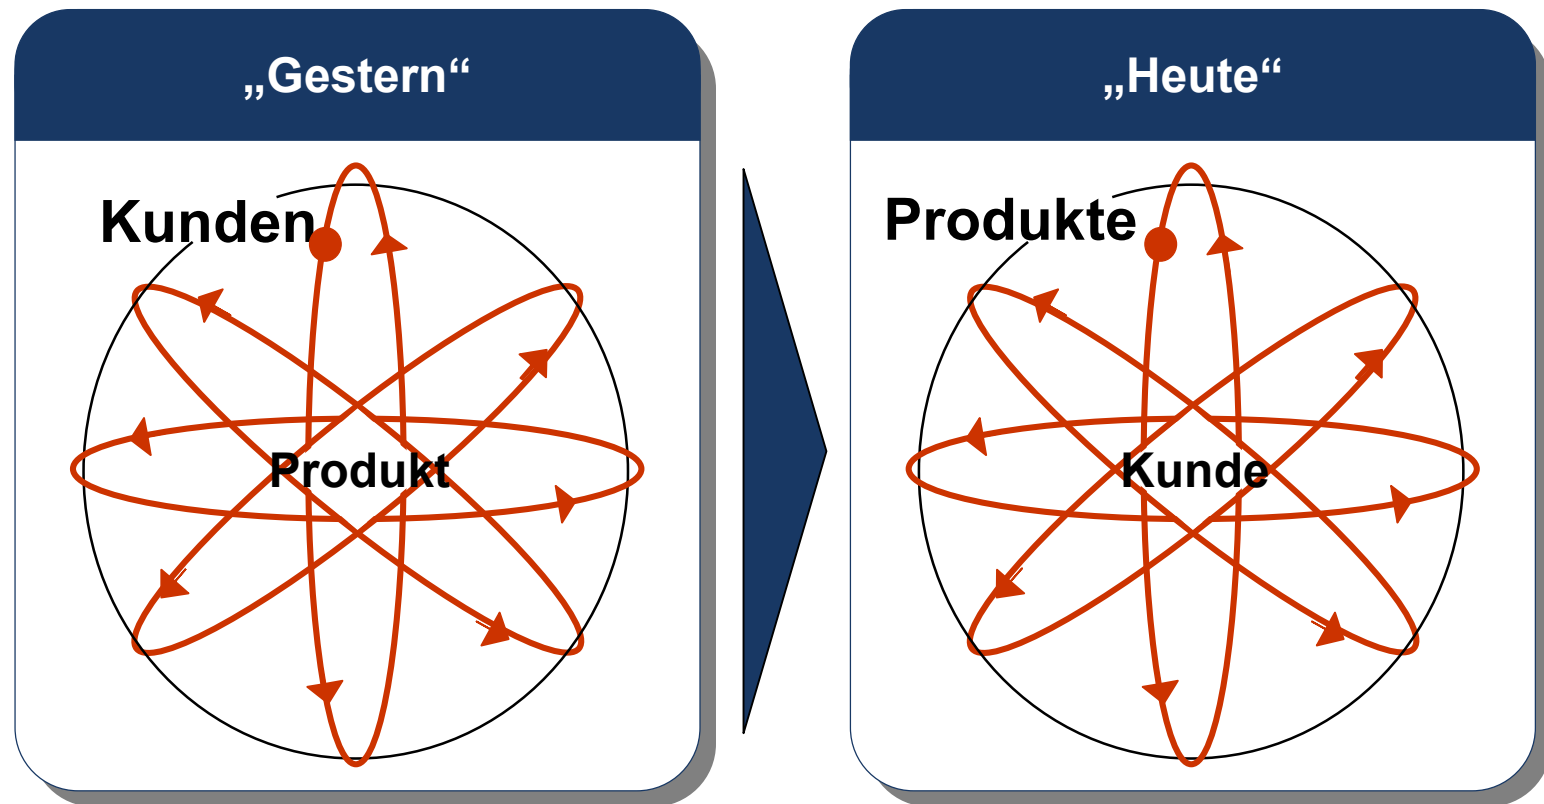 „Gestern“
Kunden
Produkt
„Heute“
Produkte
Kunde